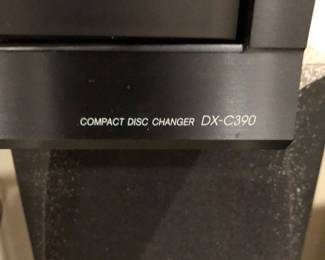 COMPACT DISC CHANGER DX-C390